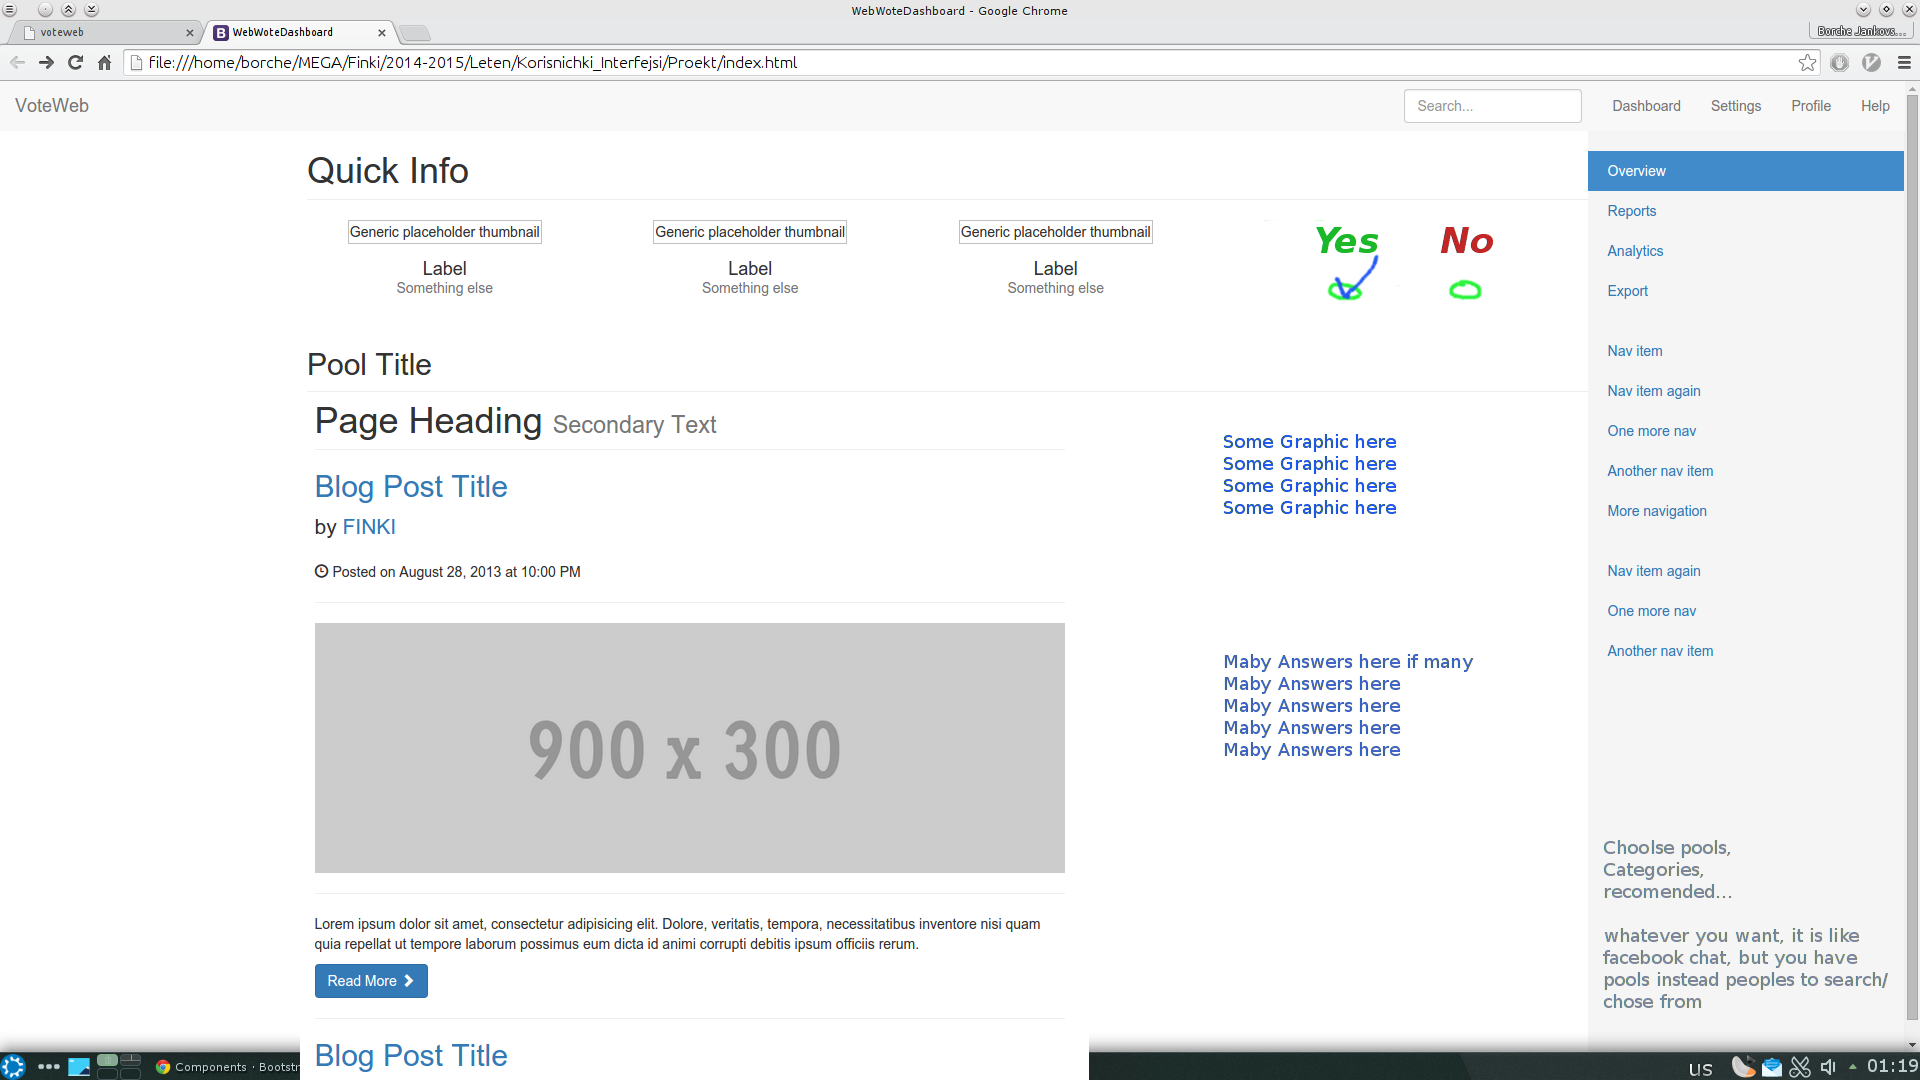 WebWoteDashboard - Google Chrome
voteweb
WebWoteDashboard
Borche Jankovs...
file:///home/borche/MEGA/Finki/2014-2015/Leten/Korisnichki_Interfejsi/Proekt/index.html
VoteWeb
Search...
Dashboard
Settings
Profile
Help
Quick Info
Generic placeholder thumbnail
Label
Something else
Generic placeholder thumbnail
Label
Something else
Generic placeholder thumbnail
Label
Something else
Yes
No
Pool Title
Page Heading Secondary Text
Blog Post Title
by FINKI
Posted on August 28, 2013 at 10:00 PM
900 x 300
Lorem ipsum dolor sit amet, consectetur adipisicing elit. Dolore, veritatis, tempora, necessitatibus inventore nisi quam
quia repellat ut tempore laborum possimus eum dicta id animi corrupti debitis ipsum officiis rerum.
Read More
Blog Post Title
Some Graphic here
Some Graphic here
Some Graphic here
Some Graphic here
Maby Answers here if many
Maby Answers here
Maby Answers here
Maby Answers here
Maby Answers here
Overview
Reports
Analytics
Export
Nav item
Nav item again
One more nav
Another nav item
More navigation
Nav item again
One more nav
Another nav item
Choolse pools,
Categories,
recomended...
whatever you want, it is like
facebook chat, but you have
pools instead peoples to search/
chose from
Components · Bootstr
us
01:19